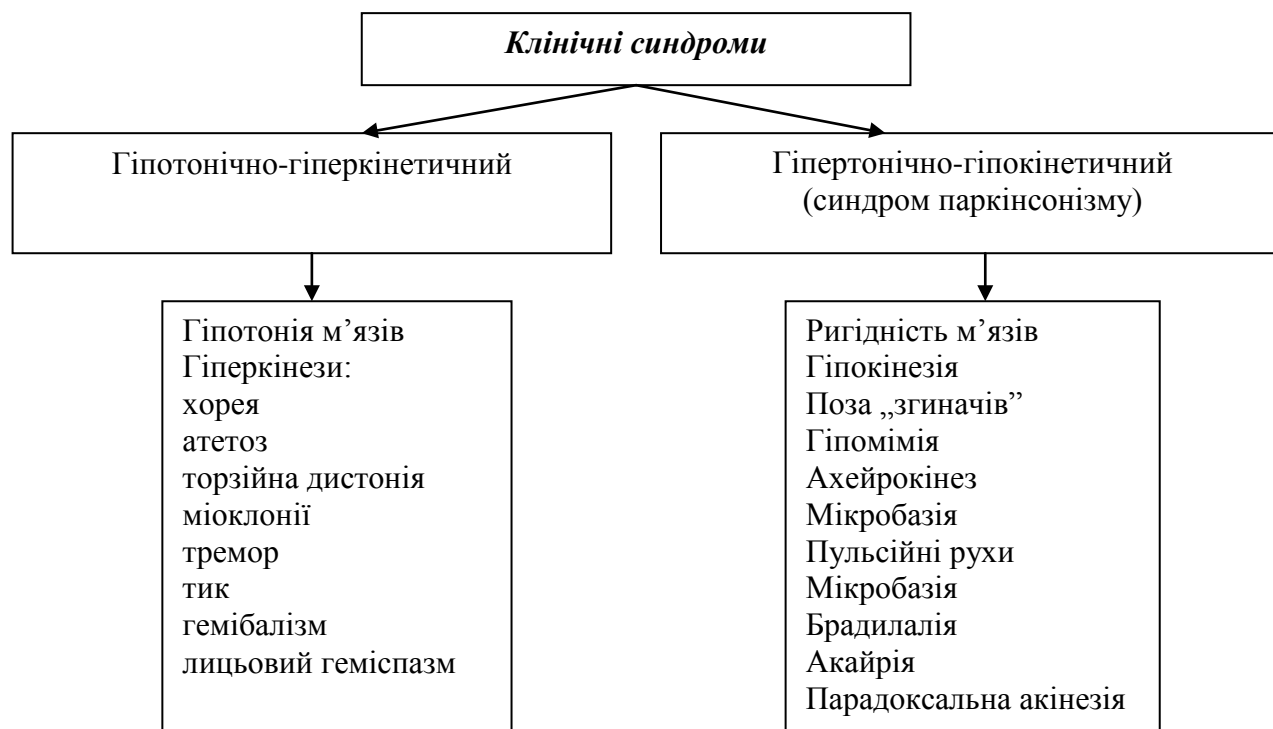 Клінічні синдроми
Гіпотонічно-гіперкінетичний
Гіпертонічно-гіпокінетичний
(синдром паркінсонізму)
Гіпотонія м’язів
Гіперкінези:
хорея
атетоз
торзійна дистонія
міоклонії
тремор
тик
гемібалізм
лицьовий геміспазм
Ригідність м’язів
Гіпокінезія
Поза „згиначів”
Гіпомімія
Ахейрокінез
Мікробазія
Пульсійні рухи
Мікробазія
Брадилалія
Акайрія
Парадоксальна акінезія